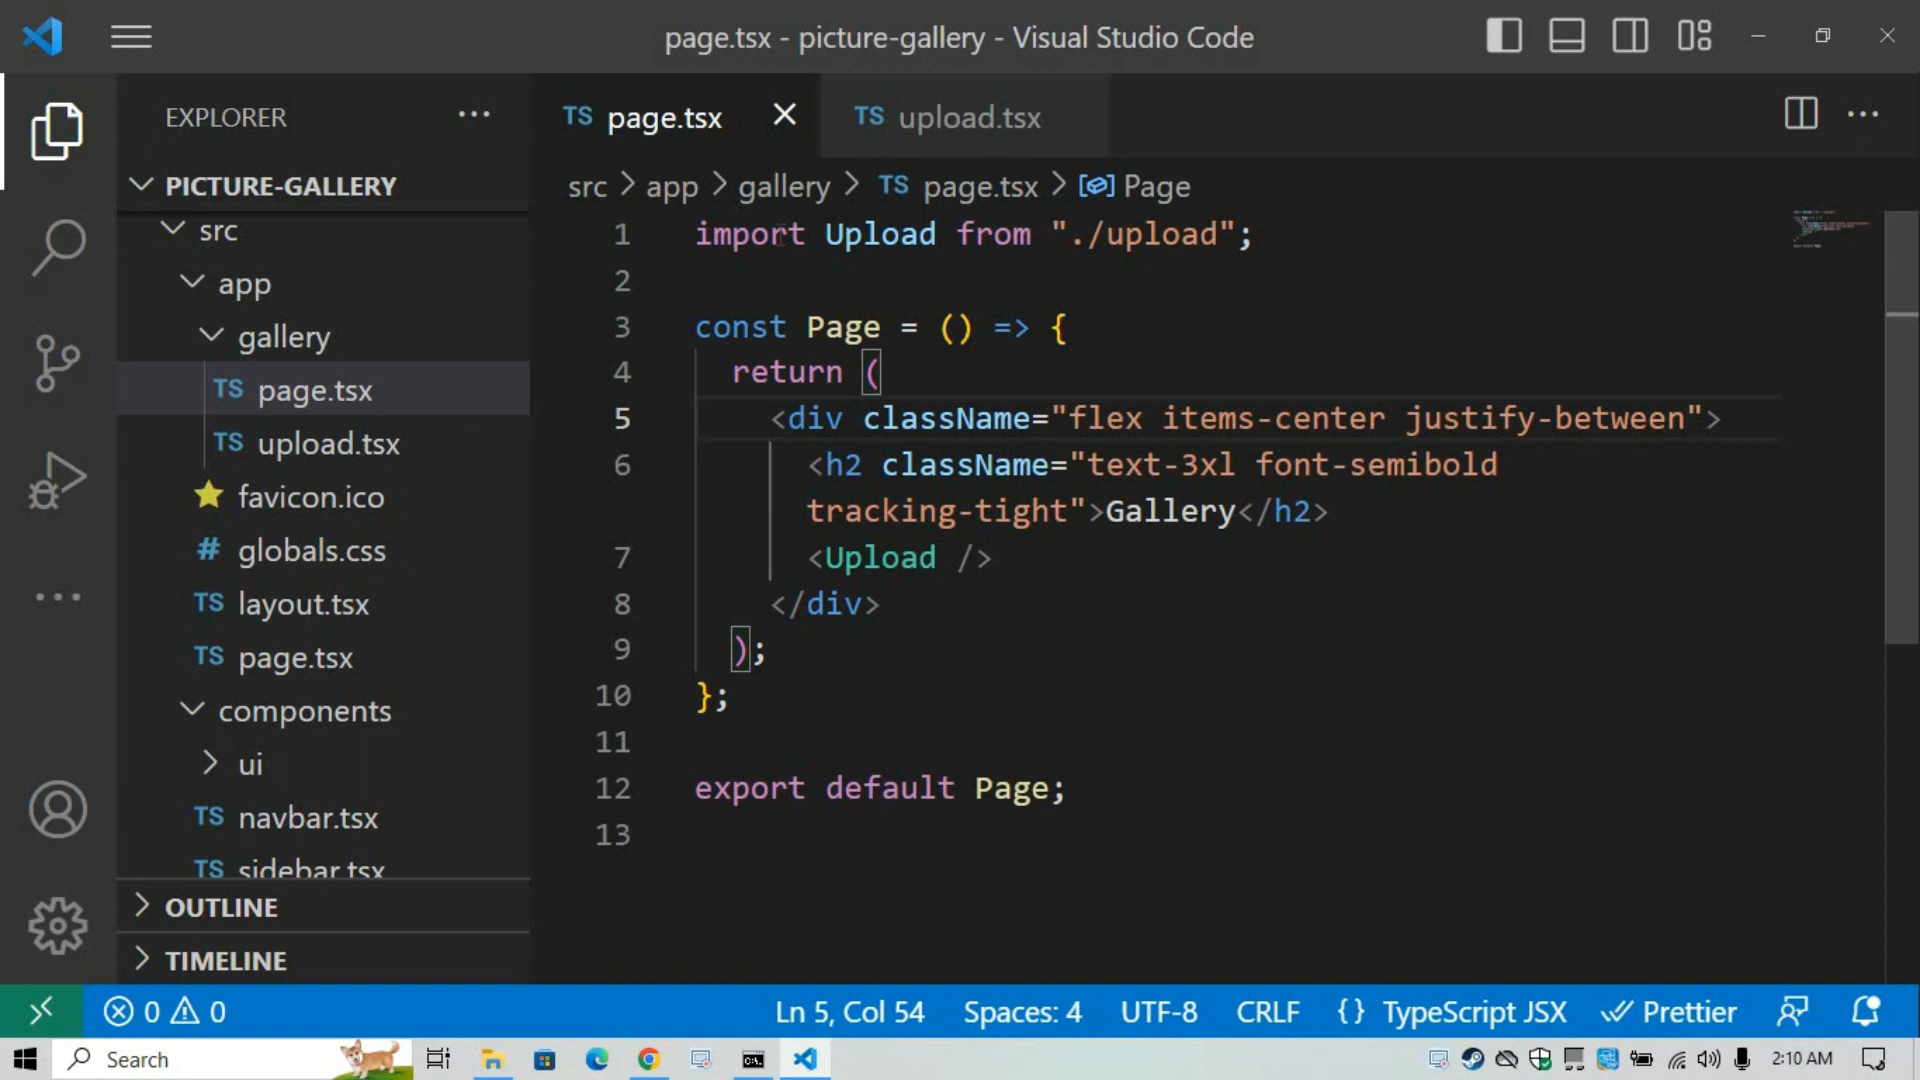 page.tsx - picture-gallery - Visual Studio Code
EXPLORER
PICTURE-GALLERY
src
app
gallery
TS page.tsx
TS upload.tsx
favicon.ico
# globals.css
TS layout.tsx
TS page.tsx
components
ui
TS navbar.tsx
TS sidebar.tsx
OUTLINE
TIMELINE
TS page.tsx
TS upload.tsx
src > app > gallery > TS page.tsx > Page
1 import Upload from "./upload";
2
3 const Page = () => {
4 return (
5 <div className="flex items-center justify-between">
6 <h2 className="text-3xl font-semibold
tracking-tight">Gallery</h2>
7 <Upload />
8 </div>
9 );
10 };
11
12 export default Page;
13
0 0 Ln 5, Col 54 Spaces: 4 UTF-8 CRLF {} TypeScript JSX Prettier
Search 2:10 AM